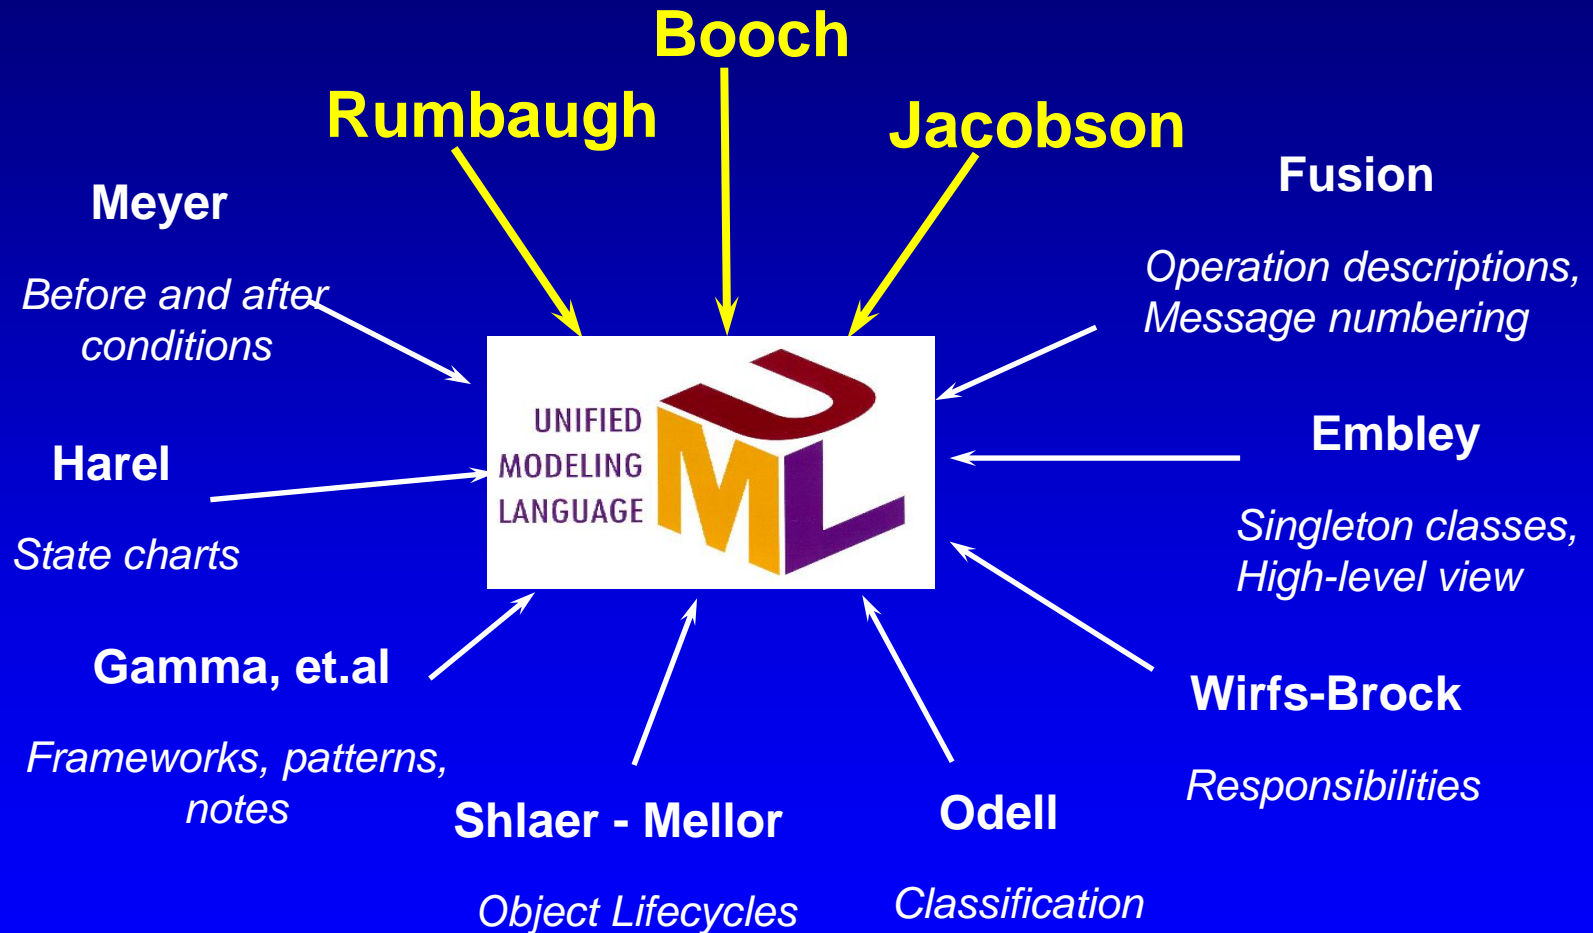 Booch
Rumbaugh
Jacobson
Meyer
Before and after
conditions
Fusion
Operation descriptions,
Message numbering
UNIFIED
MODELING
LANGUAGE
UML
Harel
State charts
Embley
Singleton classes,
High-level view
Gamma, et.al
Frameworks, patterns,
notes
Wirfs-Brock
Responsibilities
Shlaer - Mellor
Object Lifecycles
Odell
Classification